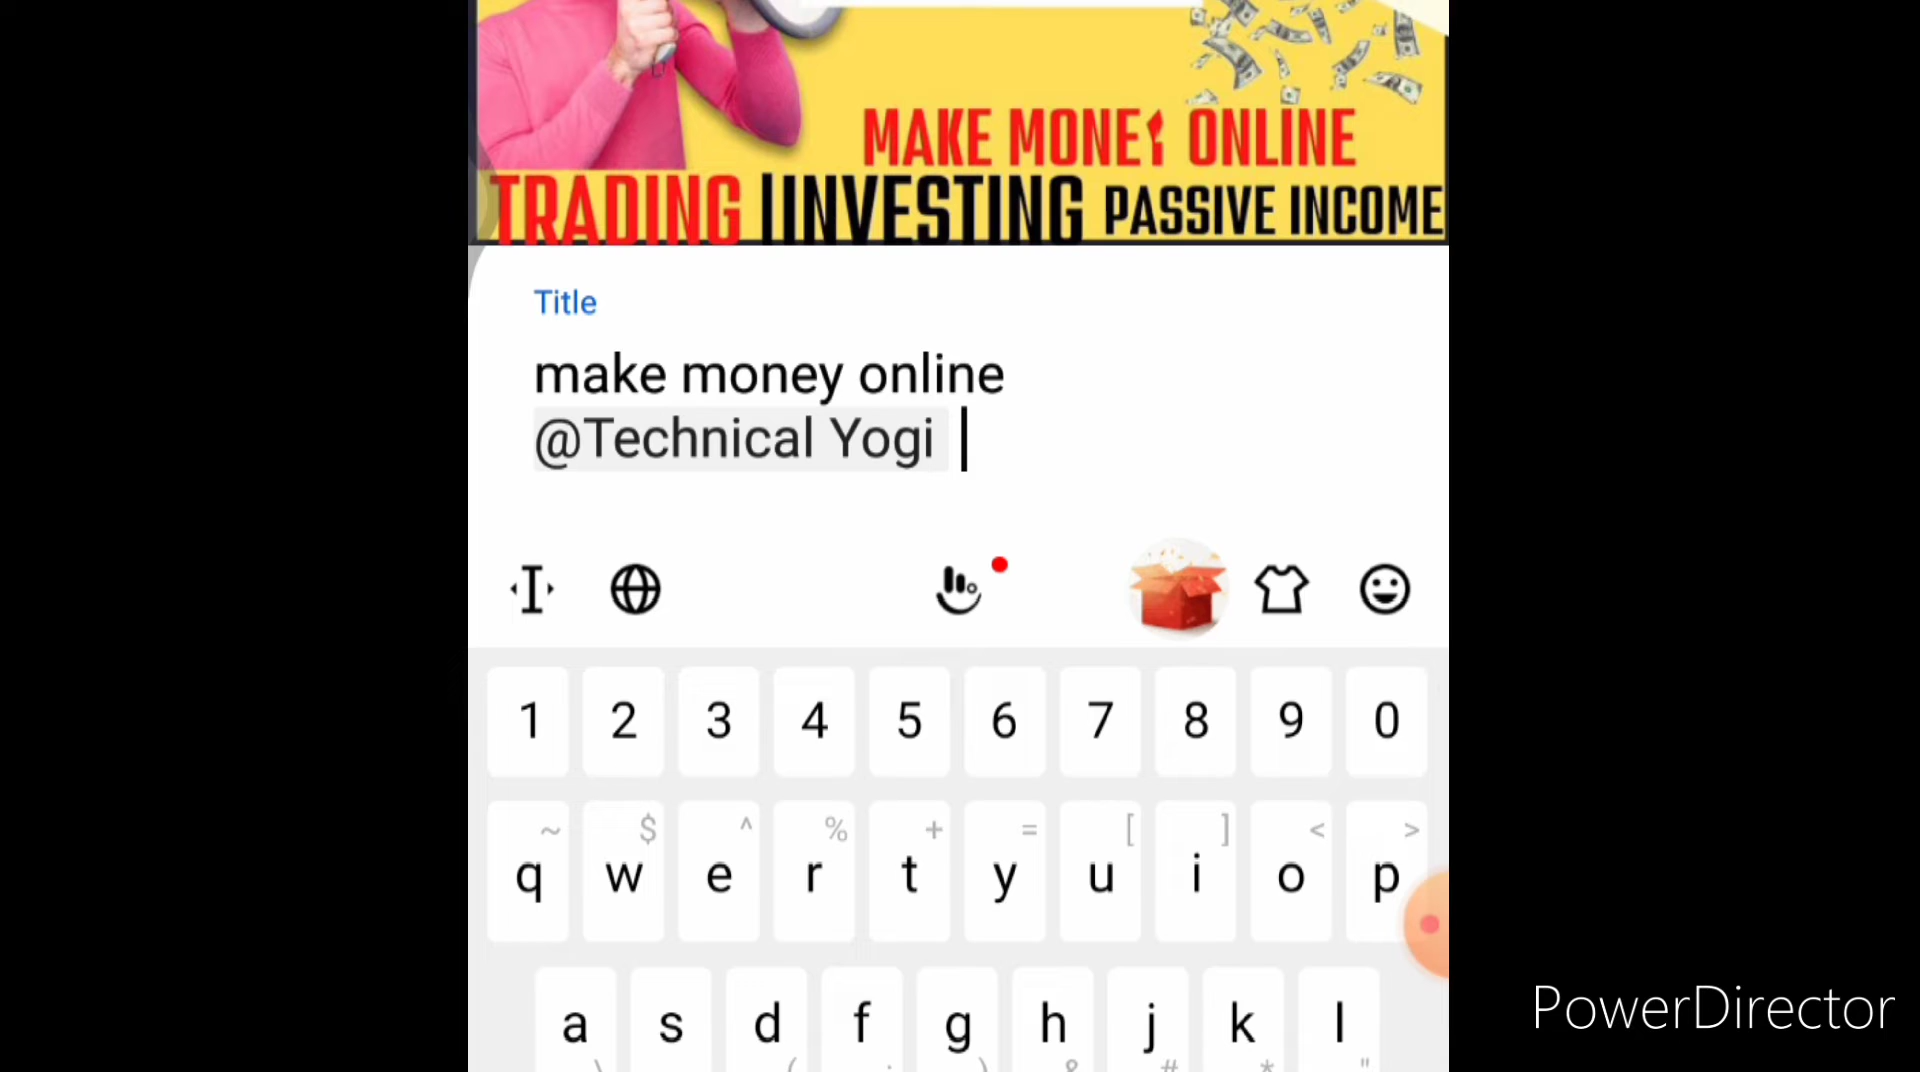 MAKE MONEY ONLINE
TRADING |INVESTING PASSIVE INCOME
Title
make money online
@Technical Yogi
1 2 3 4 5 6 7 8 9 0
~ $ ^ % + = [ ] < >
q w e r t y u i o p
a s d f g h j k l
\ ( : ) & # * "
PowerDirector